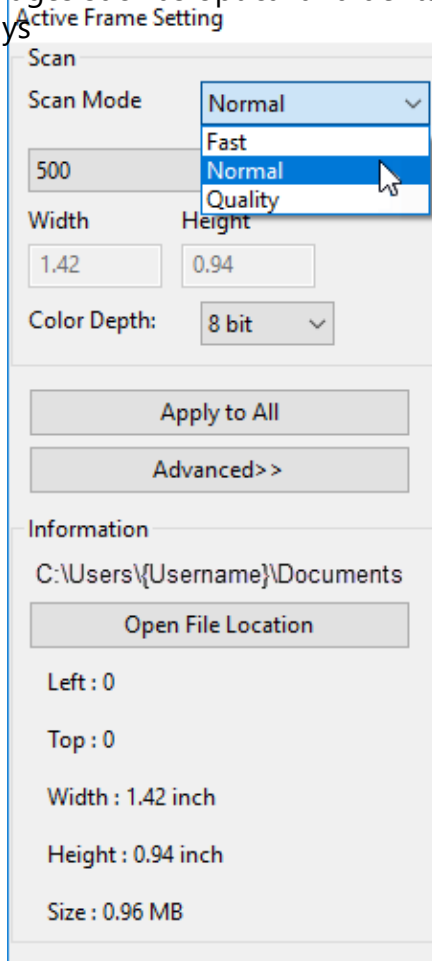 ys
Active Frame Setting
Scan
Scan Mode
Normal
Fast
500
Normal
Quality
Width Height
1.42 0.94
Color Depth: 8 bit
Apply to All
Advanced>>
Information
C:\Users\{Username}\Documents
Open File Location
Left : 0
Top : 0
Width : 1.42 inch
Height : 0.94 inch
Size : 0.96 MB